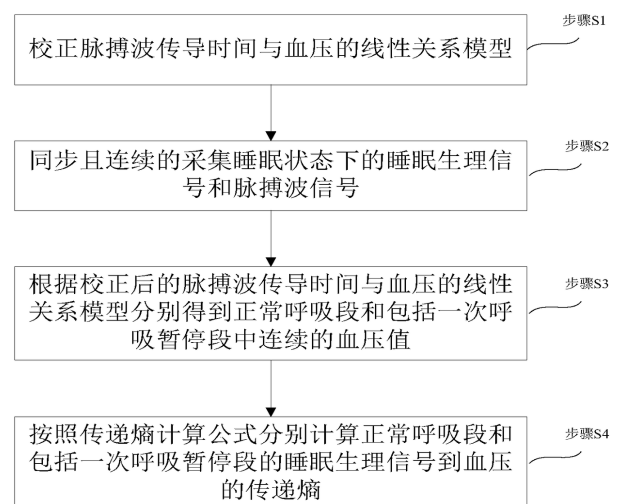 步骤S1
校正脉搏波传导时间与血压的线性关系模型
步骤S2
同步且连续的采集睡眠状态下的睡眠生理信
号和脉搏波信号
步骤S3
根据校正后的脉搏波传导时间与血压的线性
关系模型分别得到正常呼吸段和包括一次呼
吸暂停段中连续的血压值
步骤S4
按照传递熵计算公式分别计算正常呼吸段和
包括一次呼吸暂停段的睡眠生理信号到血压
的传递熵